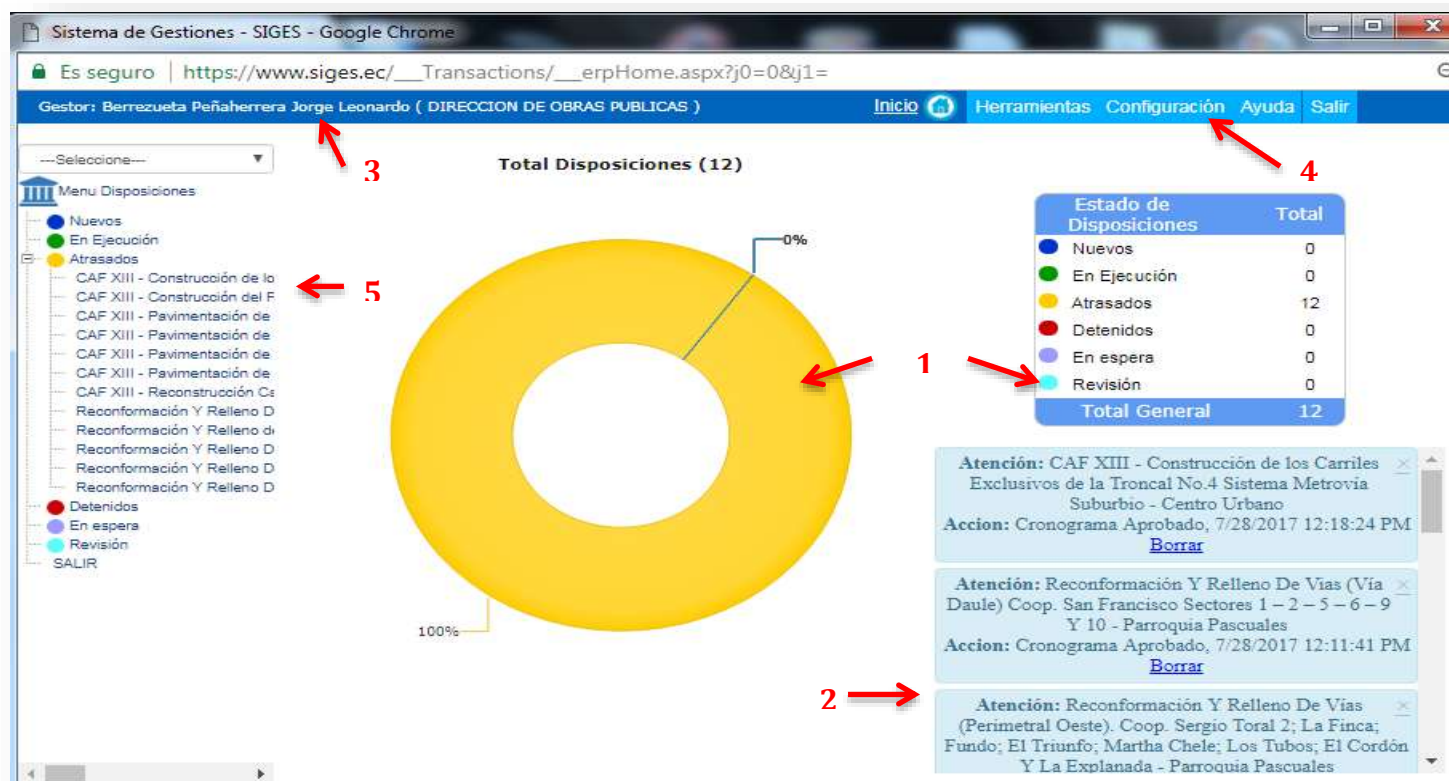 Sistema de Gestiones - SIGES - Google Chrome
Es seguro | https://www.siges.ec/__Transactions/__erpHome.aspx?j0=0&j1=
Gestor: Berrezueta Peñaherrera Jorge Leonardo ( DIRECCION DE OBRAS PUBLICAS )
Inicio Herramientas Configuración Ayuda Salir
3
4
---Seleccione---
Menu Disposiciones
Nuevos
En Ejecución
Atrasados
CAF XIII - Construcción de lo
CAF XIII - Construcción del F
CAF XIII - Pavimentación de
CAF XIII - Pavimentación de
CAF XIII - Pavimentación de
CAF XIII - Pavimentación de
CAF XIII - Reconstrucción Ca
Reconformación Y Relleno D
Reconformación Y Relleno de
Reconformación Y Relleno D
Reconformación Y Relleno D
Reconformación Y Relleno D
Detenidos
En espera
Revisión
SALIR
5
Total Disposiciones (12)
0%
100%
1
Estado de Disposiciones Total
Nuevos 0
En Ejecución 0
Atrasados 12
Detenidos 0
En espera 0
Revisión 0
Total General 12
2
Atención: CAF XIII - Construcción de los Carriles
Exclusivos de la Troncal No.4 Sistema Metrovía
Suburbio - Centro Urbano
Accion: Cronograma Aprobado, 7/28/2017 12:18:24 PM
Borrar
Atención: Reconformación Y Relleno De Vias (Vía
Daule) Coop. San Francisco Sectores 1 – 2 – 5 – 6 – 9
Y 10 - Parroquia Pascuales
Accion: Cronograma Aprobado, 7/28/2017 12:11:41 PM
Borrar
Atención: Reconformación Y Relleno De Vías
(Perimetral Oeste). Coop. Sergio Toral 2; La Finca;
Fundo; El Triunfo; Martha Chele; Los Tubos; El Cordón
Y La Explanada - Parroquia Pascuales